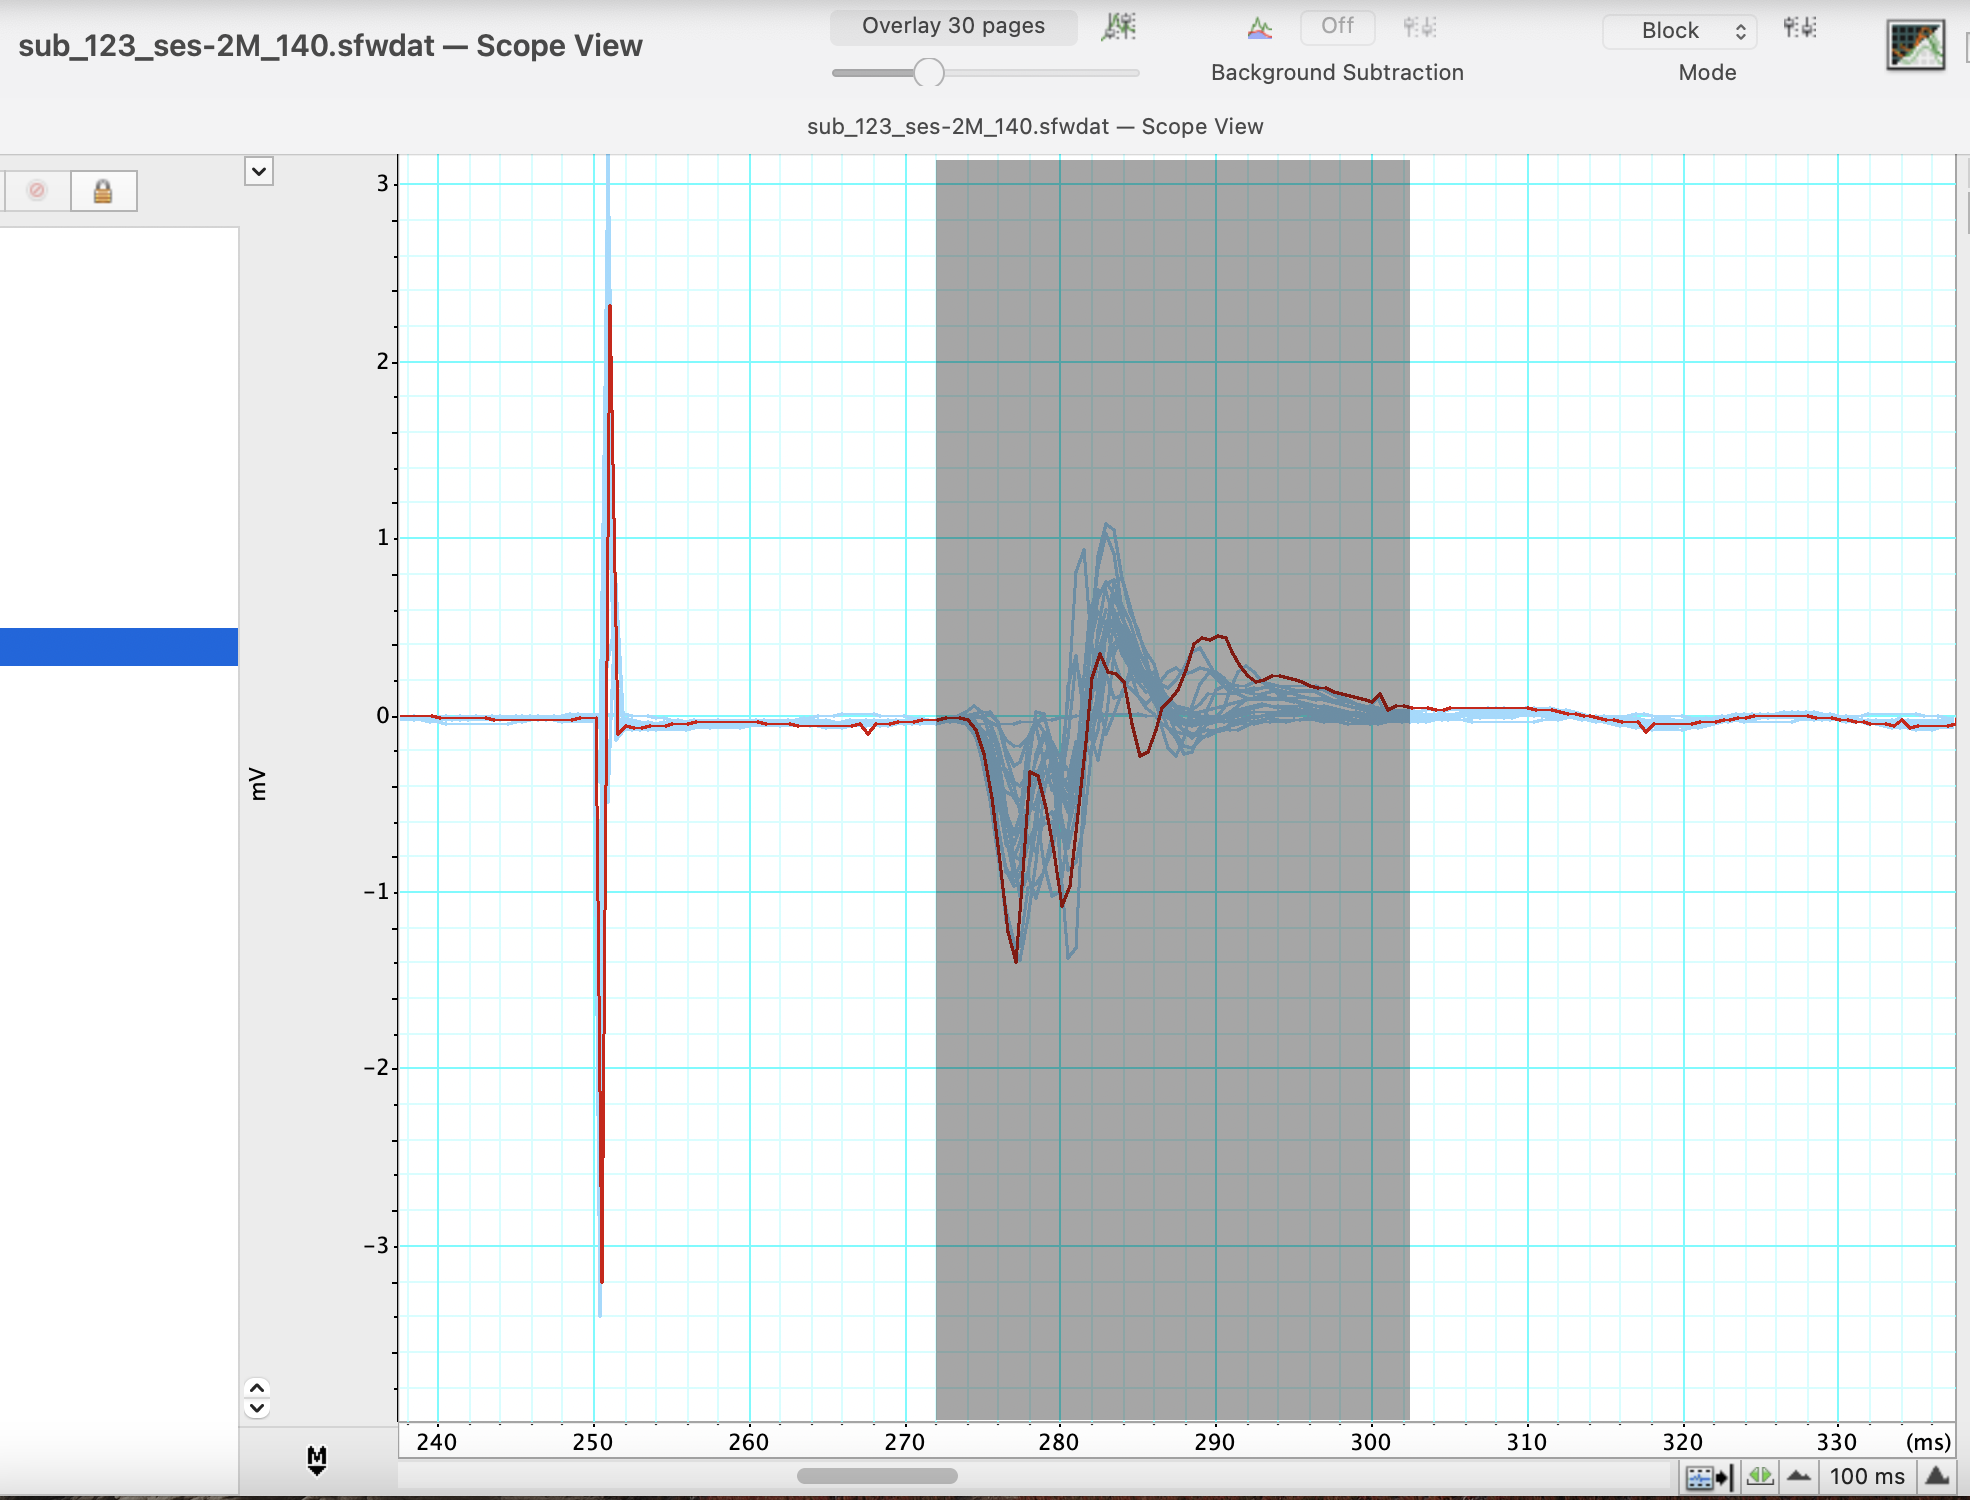 sub_123_ses-2M_140.sfwdat — Scope View
Overlay 30 pages
Off
Background Subtraction
Block
Mode
sub_123_ses-2M_140.sfwdat — Scope View
3
2
1
0
mV
−1
−2
−3
M
240 250 260 270 280 290 300 310 320 330 (ms)
100 ms